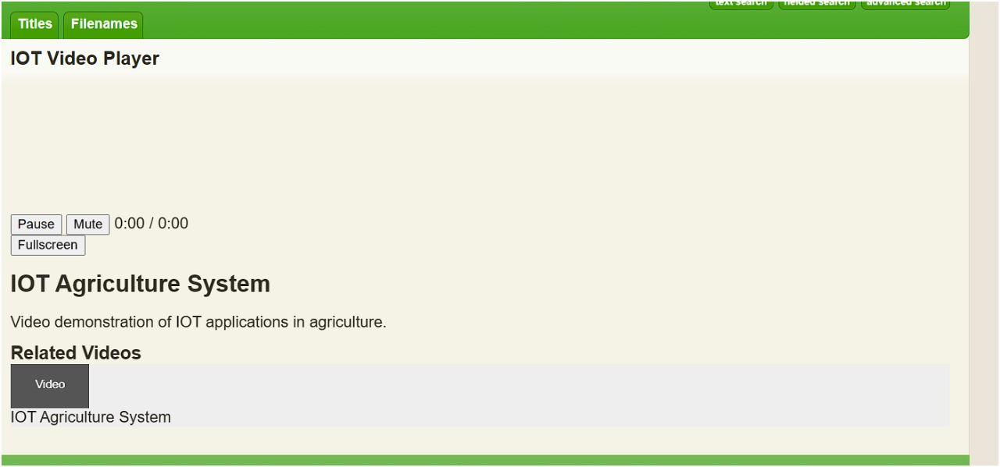 text search fielded search advanced search
Titles Filenames
IOT Video Player
Pause Mute 0:00 / 0:00
Fullscreen
IOT Agriculture System
Video demonstration of IOT applications in agriculture.
Related Videos
Video
IOT Agriculture System